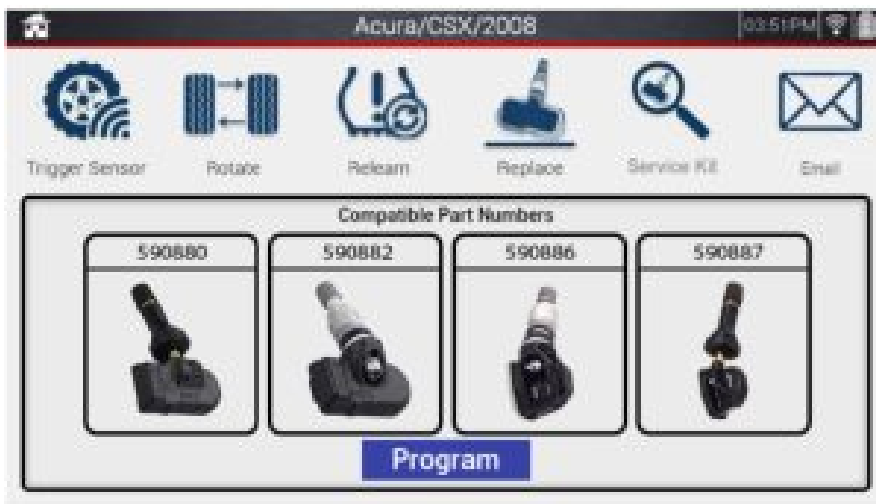 Acura/CSX/2008 03:51PM
Trigger Sensor Rotate Relearn Replace Service Kit Email
Compatible Part Numbers
590880 590882 590886 590887
Program